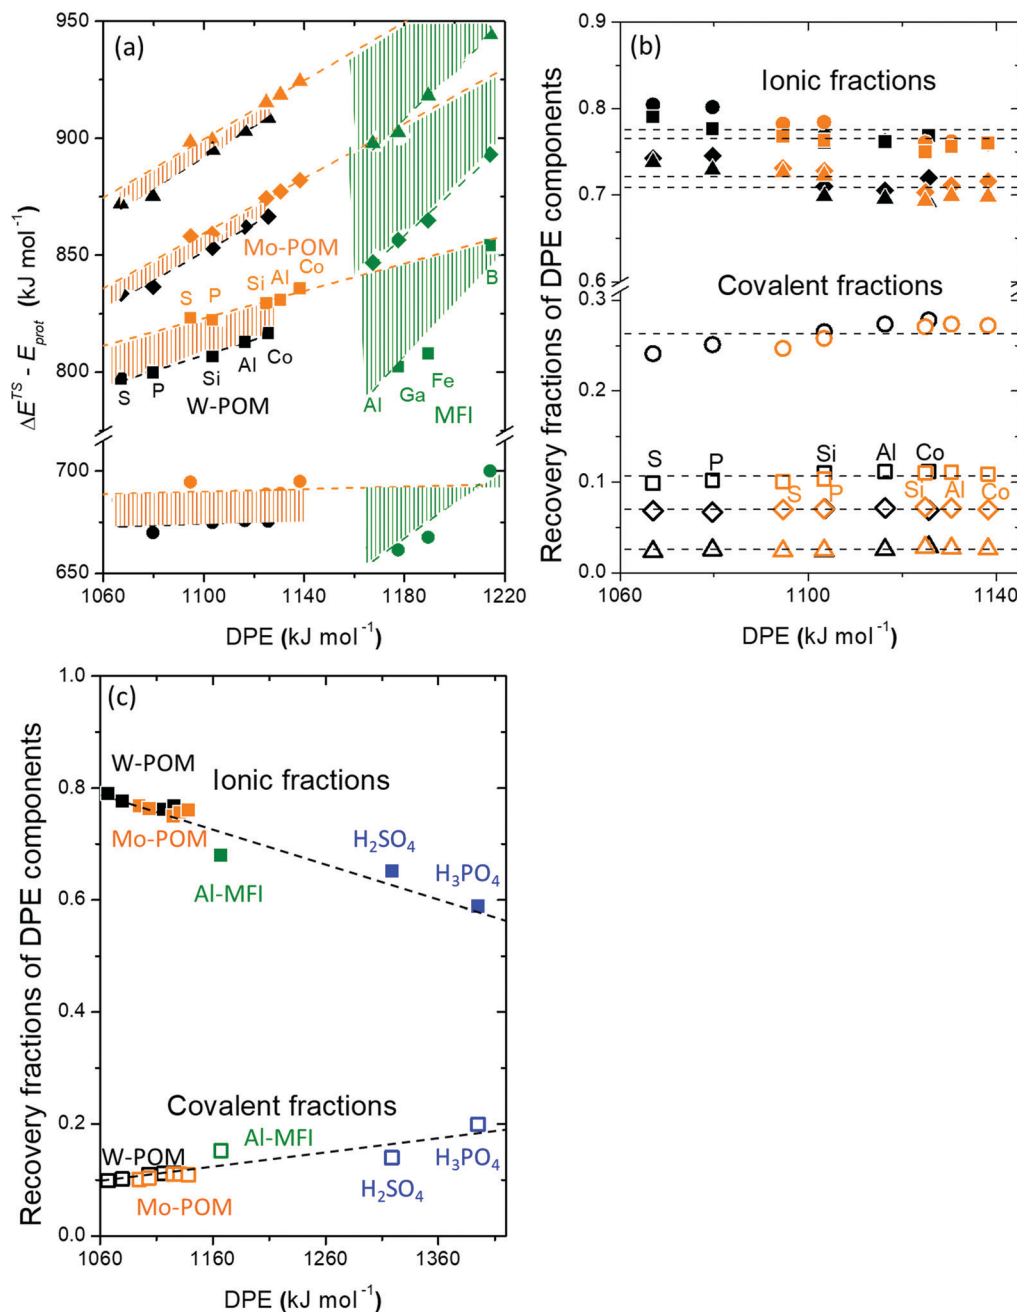 (a)
950
900
850
800
700
650
ΔE^TS - E_prot (kJ mol⁻¹)
Mo-POM
S
P
Si
Al
Co
S
P
Si
Al
Co
W-POM
Al
Ga
Fe
B
MFI
1060
1100
1140
1180
1220
DPE (kJ mol⁻¹)
(b)
0.9
0.8
0.7
0.6
0.3
0.2
0.1
0.0
Recovery fractions of DPE components
Ionic fractions
Covalent fractions
S
P
Si
Al
Co
S
P
Si
Al
Co
1060
1100
1140
DPE (kJ mol⁻¹)
(c)
1.0
0.8
0.6
0.4
0.2
0.0
Recovery fractions of DPE components
W-POM
Ionic fractions
Mo-POM
Al-MFI
H₂SO₄
H₃PO₄
Covalent fractions
W-POM
Al-MFI
Mo-POM
H₂SO₄
H₃PO₄
1060
1160
1260
1360
DPE (kJ mol⁻¹)